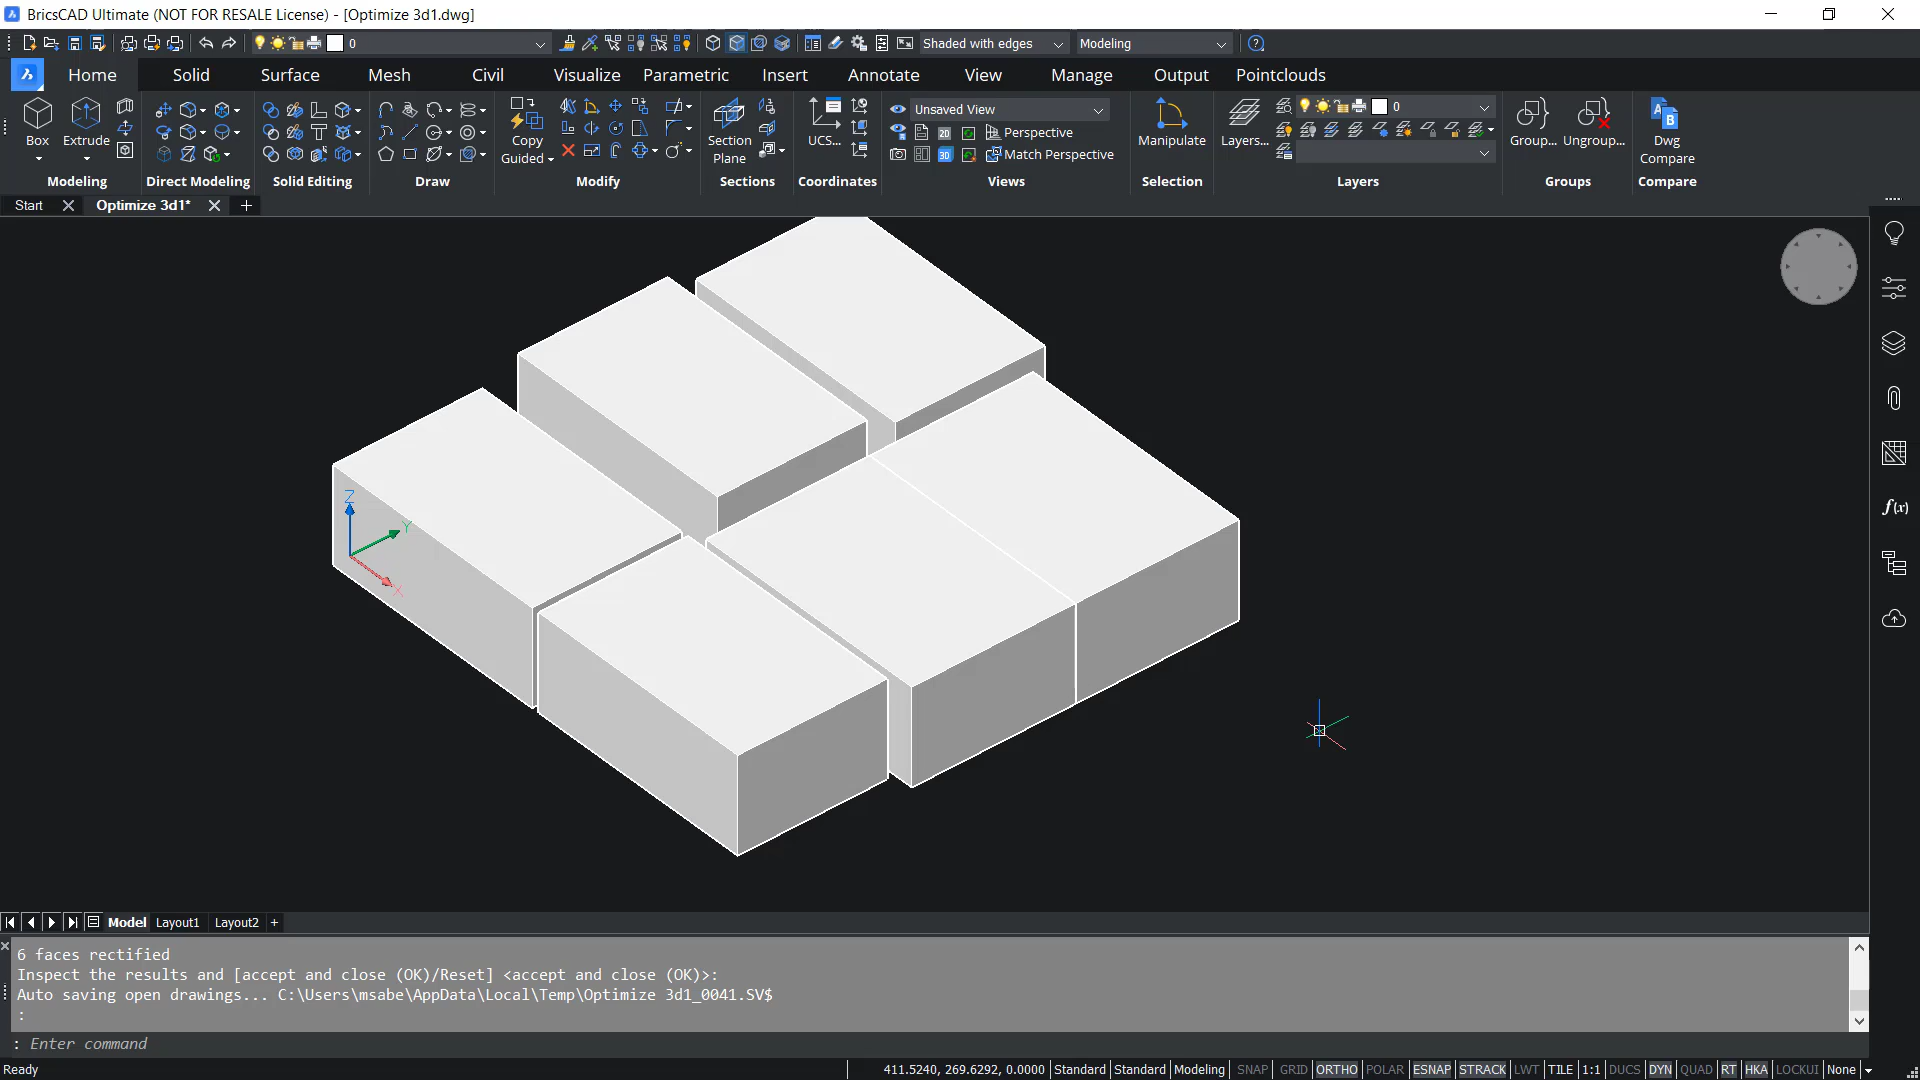 BricsCAD Ultimate (NOT FOR RESALE License) - [Optimize 3d1.dwg]
0
Shaded with edges
Modeling
Home Solid Surface Mesh Civil Visualize Parametric Insert Annotate View Manage Output Pointclouds
Box
Extrude
Modeling
Direct Modeling
Solid Editing
Draw
Copy
Guided
Modify
Section
Plane
Sections
UCS...
Coordinates
Unsaved View
2D
Perspective
3D
Match Perspective
Views
Manipulate
Selection
Layers...
0
Layers
Group...
Ungroup...
Groups
Dwg
Compare
Compare
Start
Optimize 3d1*
Z
Y
X
f(x)
Model Layout1 Layout2
6 faces rectified
Inspect the results and [accept and close (OK)/Reset] <accept and close (OK)>:
Auto saving open drawings... C:\Users\msabe\AppData\Local\Temp\Optimize 3d1_0041.SV$
:
: Enter command
Ready
411.5240, 269.6292, 0.0000 Standard Standard Modeling SNAP GRID ORTHO POLAR ESNAP STRACK LWT TILE 1:1 DUCS DYN QUAD RT HKA LOCKUI None